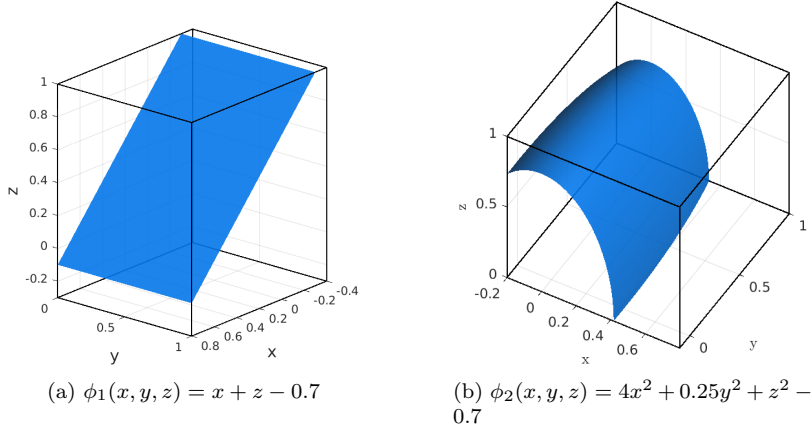 1
0.8
0.6
0.4
0.2
0
-0.2
z
0
0.5
1
y
0.8 0.6 0.4 0.2 0 -0.2 -0.4
x
(a) ϕ₁(x, y, z) = x + z − 0.7
1
0.5
0
z
-0.2
0
0.2
0.4
0.6
x
0
0.5
1
y
(b) ϕ₂(x, y, z) = 4x² + 0.25y² + z² −
0.7